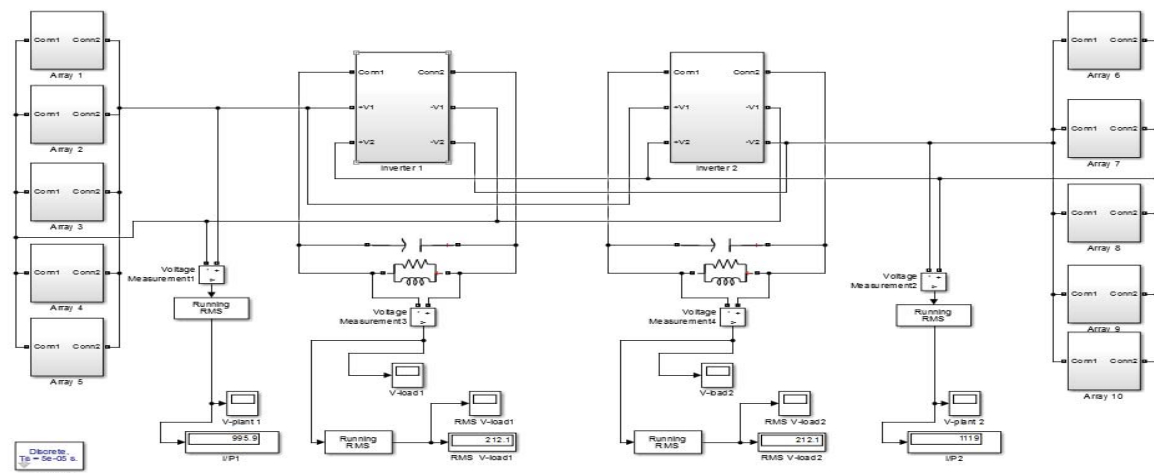 Conn1 Conn2
Array 1
Conn1 Conn2
Array 2
Conn1 Conn2
Array 3
Conn1 Conn2
Array 4
Conn1 Conn2
Array 5
Conn1 Conn2
+V1 -V1
+V2 -V2
Inverter 1
Conn1 Conn2
+V1 -V1
+V2 -V2
Inverter 2
Conn1 Conn2
Array 6
Conn1 Conn2
Array 7
Conn1 Conn2
Array 8
Conn1 Conn2
Array 9
Conn1 Conn2
Array 10
Voltage
Measurement1
Running
RMS
V-plant 1
995.9
I/P1
Voltage
Measurement3
V-load1
Running
RMS
RMS V-load1
212.1
RMS V-load1
Voltage
Measurement4
V-load2
Running
RMS
RMS V-load2
212.1
RMS V-load2
Voltage
Measurement2
Running
RMS
V-plant 2
1119
I/P2
Discrete,
Ts = 5e-05 s.